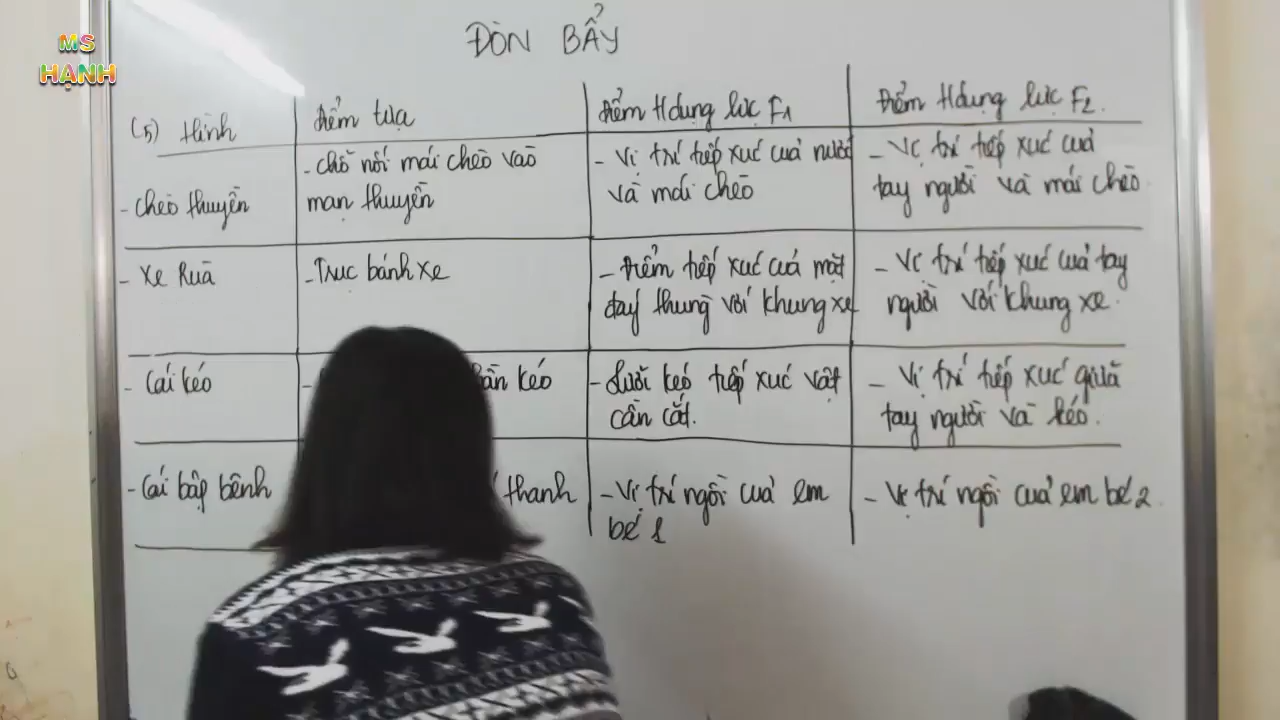 MS
HẠNH
ĐÒN BẨY
(5) Hình
Điểm tựa
Điểm t/dụng lực F1
Điểm t/dụng lực F2.
- Chèo thuyền
- Chỗ nối mái chèo vào
mạn thuyền
- Vị trí tiếp xúc của nước
và mái chèo
- Vị trí tiếp xúc của
tay người và mái chèo.
- Xe rùa
- Trục bánh xe
- Điểm tiếp xúc của mặt
đáy thùng với khung xe
- Vị trí tiếp xúc của tay
người với khung xe.
- Cái kéo
kéo
- Lưỡi kéo tiếp xúc vật
cần cắt.
- Vị trí tiếp xúc giữa
tay người và kéo.
- Cái bập bênh
thanh
- Vị trí ngồi của em
bé 1
- Vị trí ngồi của em bé 2.